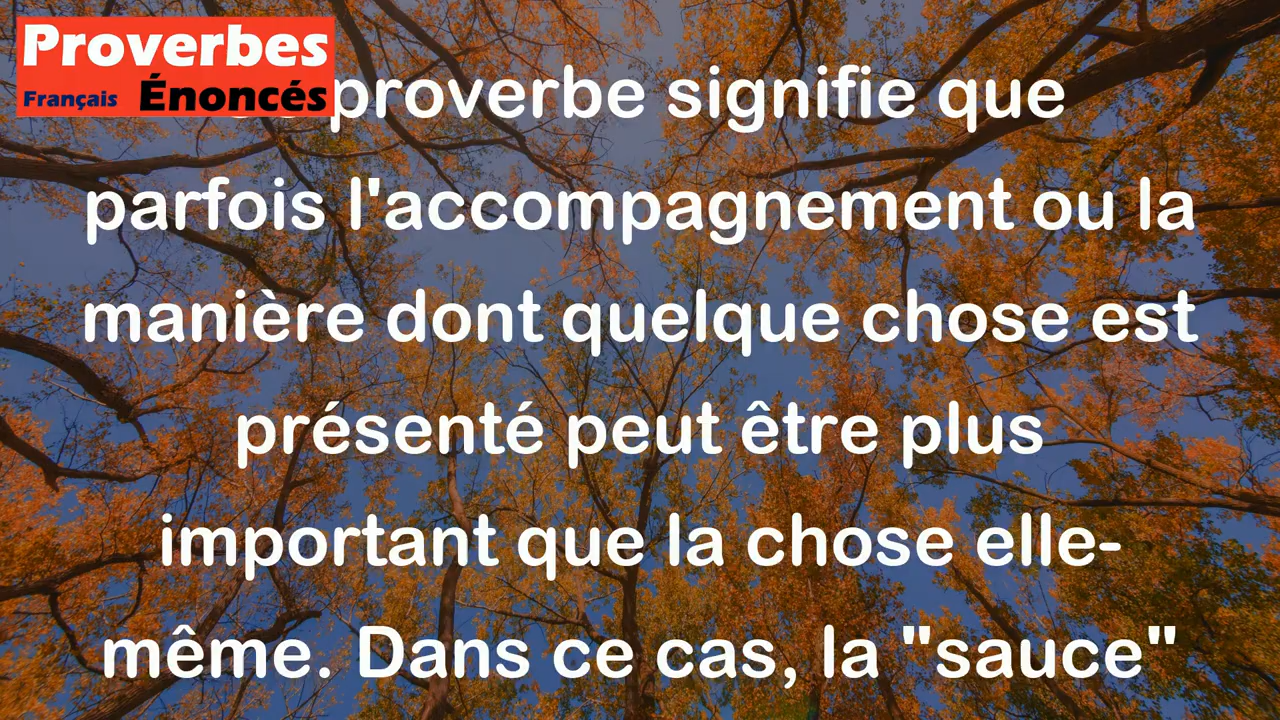 Proverbes
Français Énoncés
proverbe signifie que
parfois l'accompagnement ou la
manière dont quelque chose est
présenté peut être plus
important que la chose elle-
même. Dans ce cas, la "sauce"